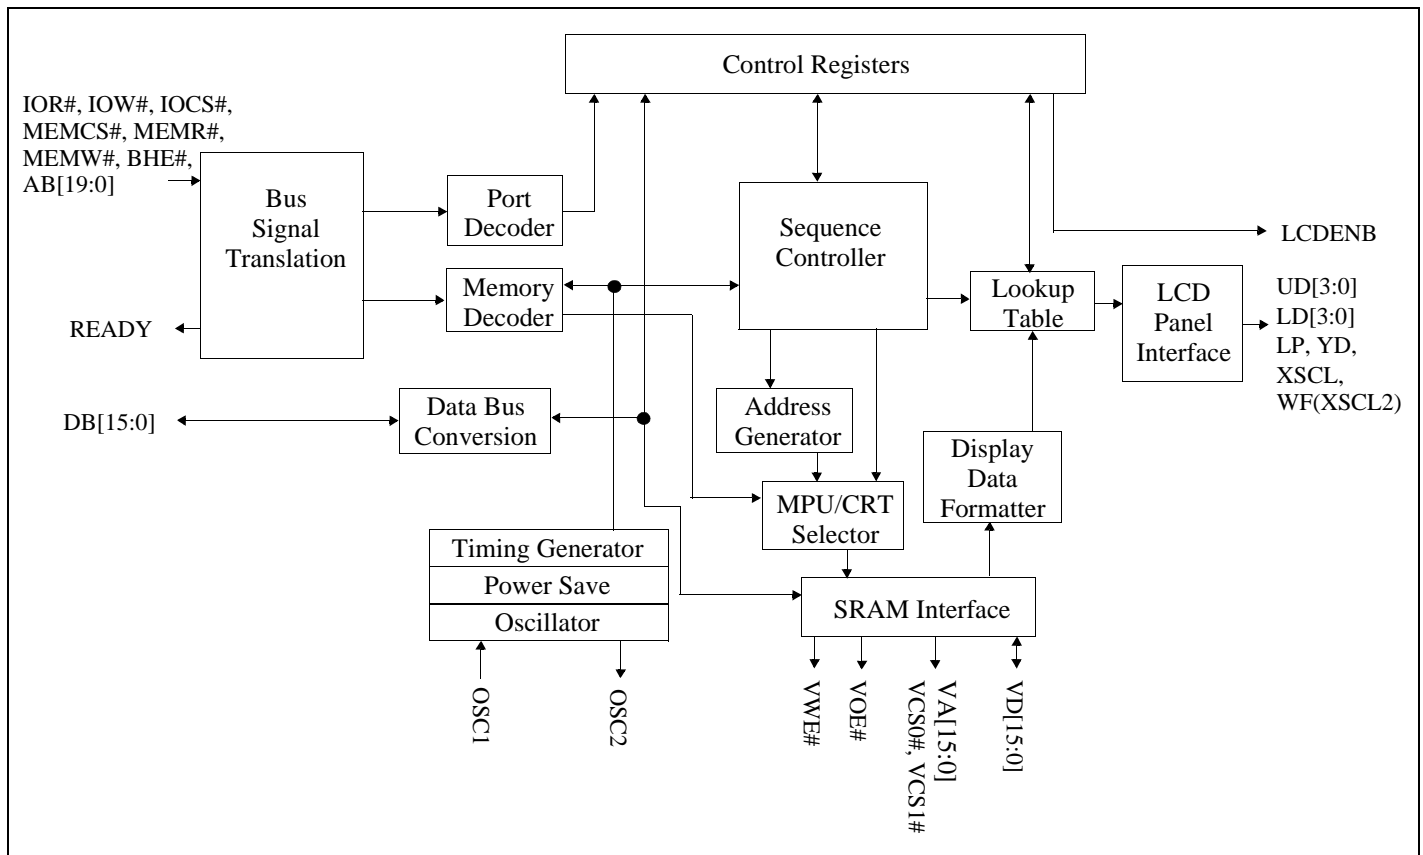 Control Registers
IOR#, IOW#, IOCS#,
MEMCS#, MEMR#,
MEMW#, BHE#,
AB[19:0]
Bus
Signal
Translation
Port
Decoder
Sequence
Controller
LCDENB
Memory
Decoder
Lookup
Table
LCD
Panel
Interface
UD[3:0]
LD[3:0]
LP, YD,
XSCL,
WF(XSCL2)
READY
DB[15:0]
Data Bus
Conversion
Address
Generator
Display
Data
Formatter
MPU/CRT
Selector
Timing Generator
Power Save
Oscillator
SRAM Interface
OSC1
OSC2
VWE#
VOE#
VA[15:0]
VCS0#, VCS1#
VD[15:0]